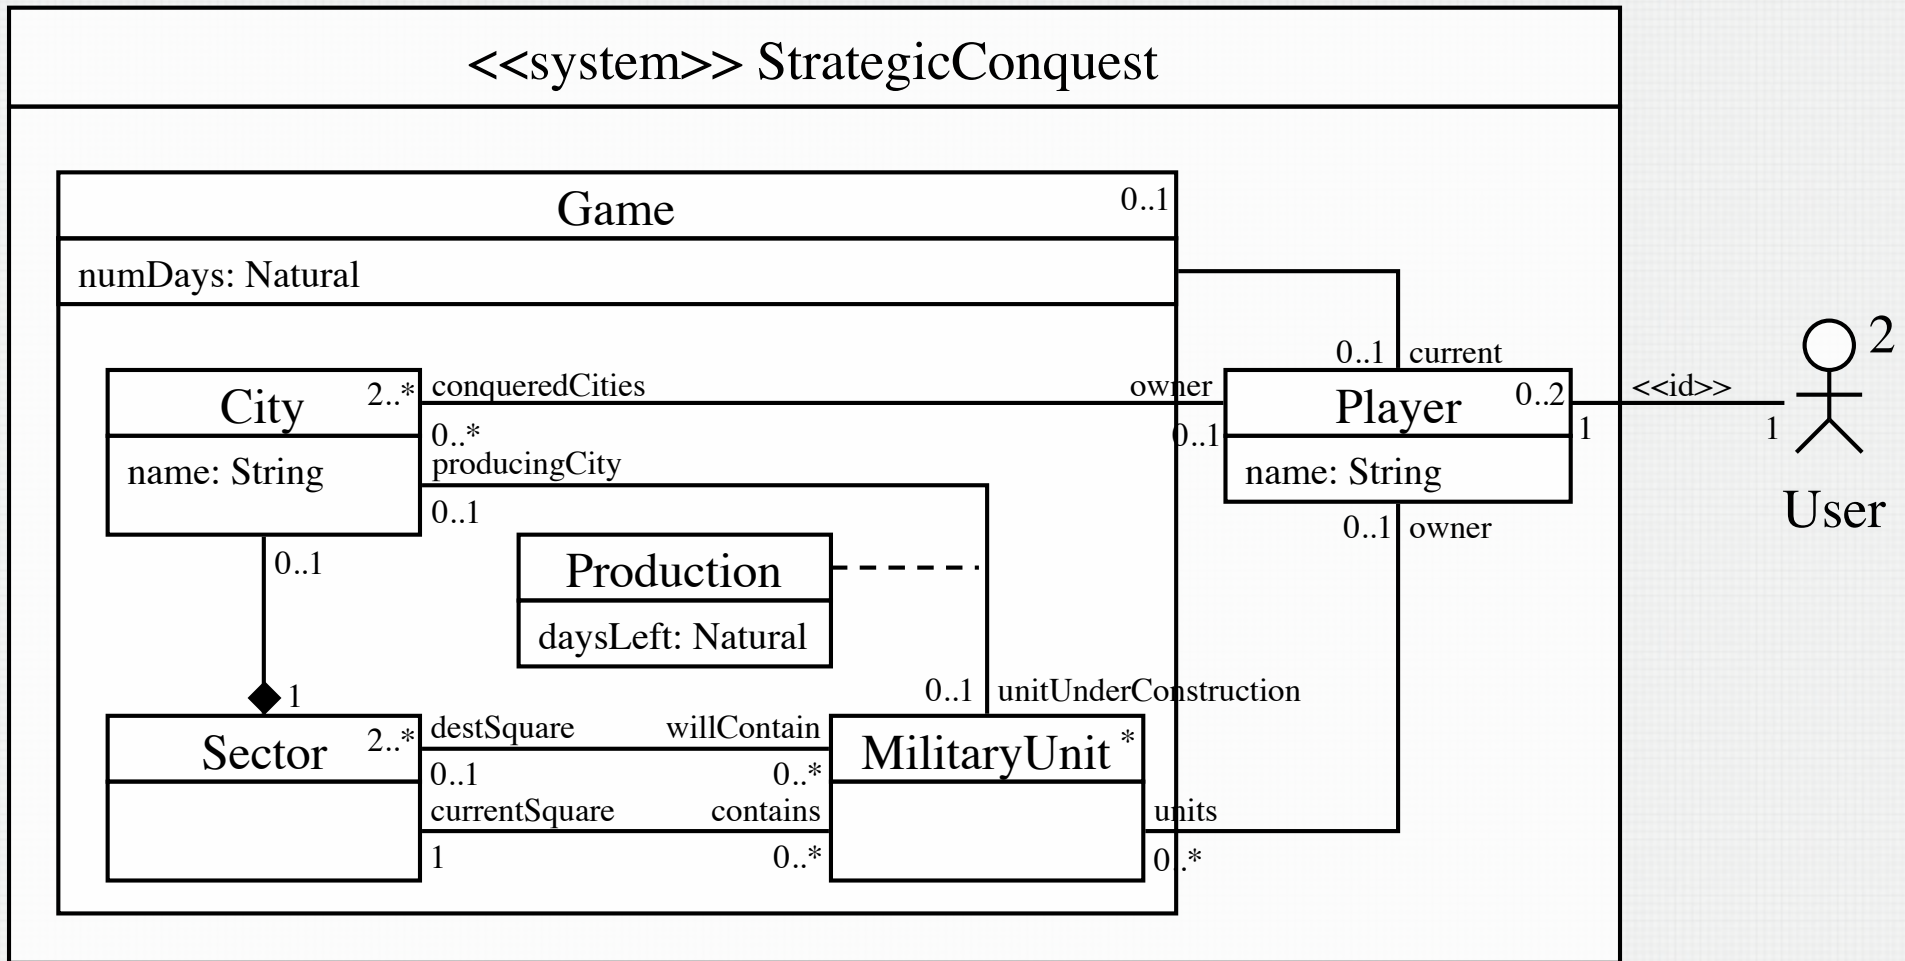 <<system>> StrategicConquest
Game
0..1
numDays: Natural
City
2..*
name: String
conqueredCities
0..*
owner
0..1
producingCity
0..1
0..1
current
Player
0..2
name: String
<<id>>
1
1
2
User
0..1
owner
Production
daysLeft: Natural
0..1
1
0..1
unitUnderConstruction
Sector
2..*
destSquare
0..1
willContain
0..*
currentSquare
1
contains
0..*
MilitaryUnit
*
units
0..*